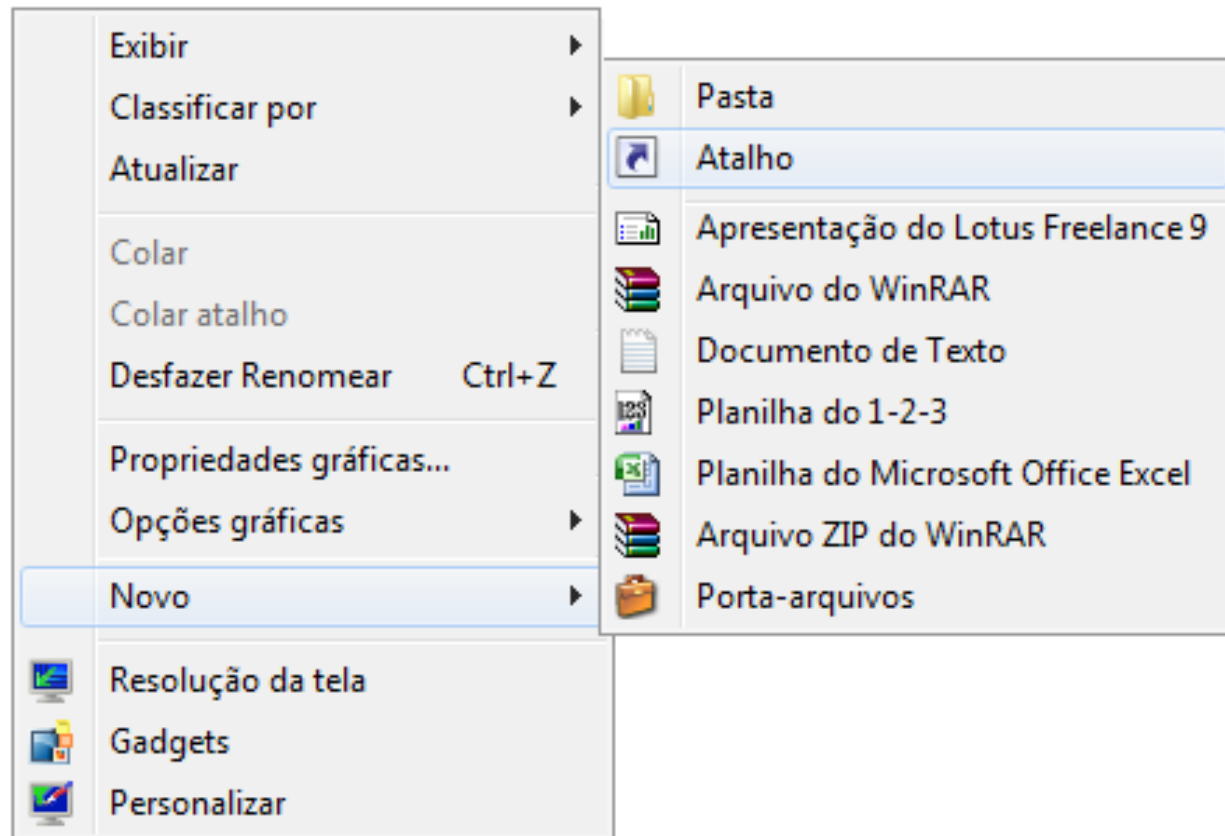 Exibir
Classificar por
Atualizar
Colar
Colar atalho
Desfazer Renomear Ctrl+Z
Propriedades gráficas...
Opções gráficas
Novo
Resolução da tela
Gadgets
Personalizar
Pasta
Atalho
Apresentação do Lotus Freelance 9
Arquivo do WinRAR
Documento de Texto
Planilha do 1-2-3
Planilha do Microsoft Office Excel
Arquivo ZIP do WinRAR
Porta-arquivos